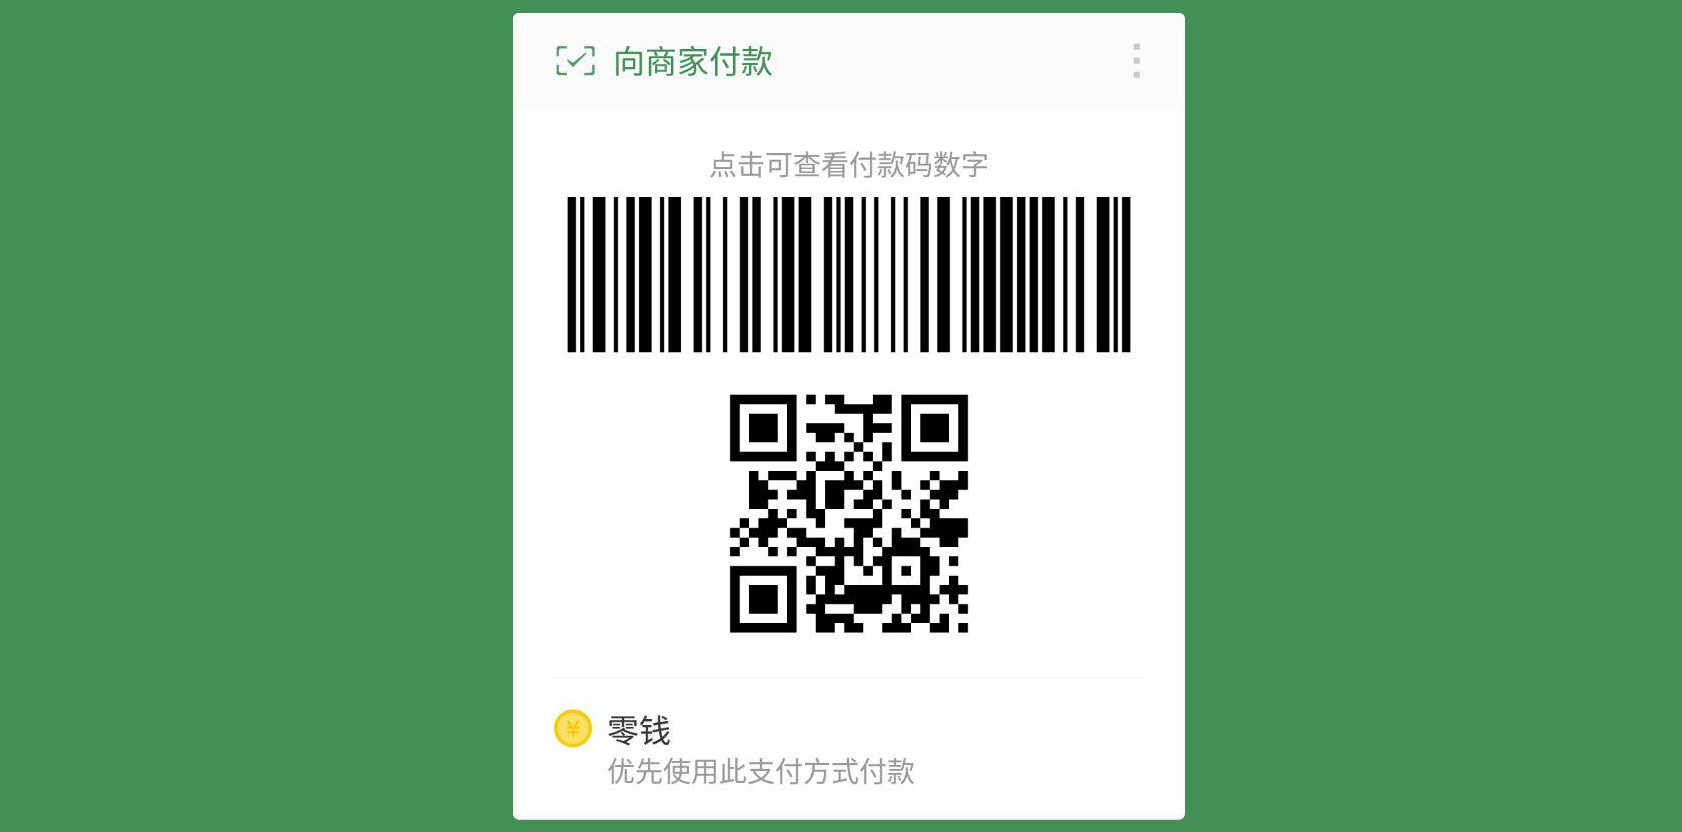 向商家付款
点击可查看付款码数字
零钱
优先使用此支付方式付款